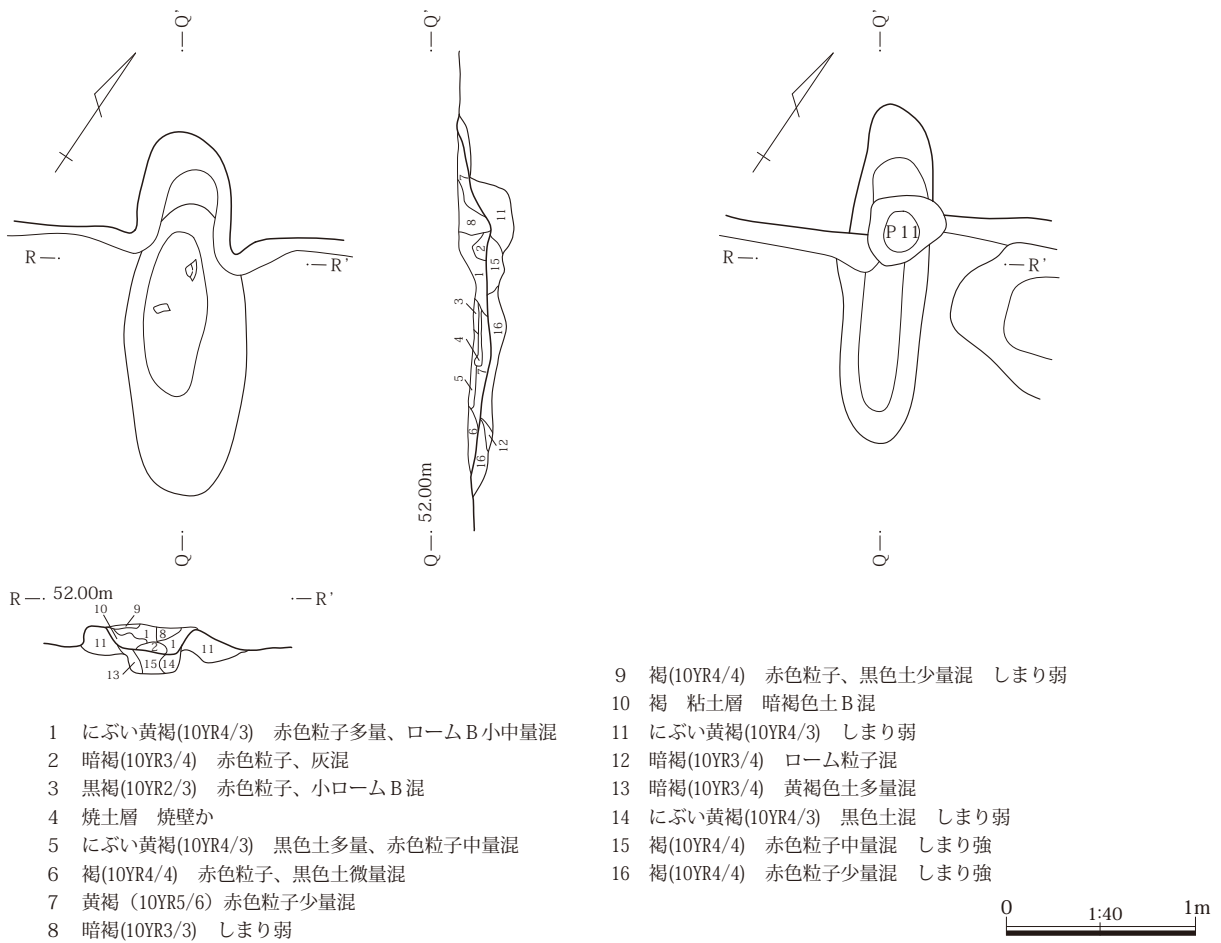 Q'
Q'
Q'
R
R'
R
R'
P 11
7
8
11
2
15
1
3
16
4
7
5
6
12
16
52.00m
Q
Q
Q
R 52.00m R'
10 9
1 8
11 2 1 11
15 14
13
1 にぶい黄褐(10YR4/3) 赤色粒子多量、ロームB小中量混
2 暗褐(10YR3/4) 赤色粒子、灰混
3 黒褐(10YR2/3) 赤色粒子、小ロームB混
4 焼土層 焼壁か
5 にぶい黄褐(10YR4/3) 黒色土多量、赤色粒子中量混
6 褐(10YR4/4) 赤色粒子、黒色土微量混
7 黄褐（10YR5/6）赤色粒子少量混
8 暗褐(10YR3/3) しまり弱
9 褐(10YR4/4) 赤色粒子、黒色土少量混 しまり弱
10 褐 粘土層 暗褐色土B混
11 にぶい黄褐(10YR4/3) しまり弱
12 暗褐(10YR3/4) ローム粒子混
13 暗褐(10YR3/4) 黄褐色土多量混
14 にぶい黄褐(10YR4/3) 黒色土混 しまり弱
15 褐(10YR4/4) 赤色粒子中量混 しまり強
16 褐(10YR4/4) 赤色粒子少量混 しまり強
0 1:40 1m